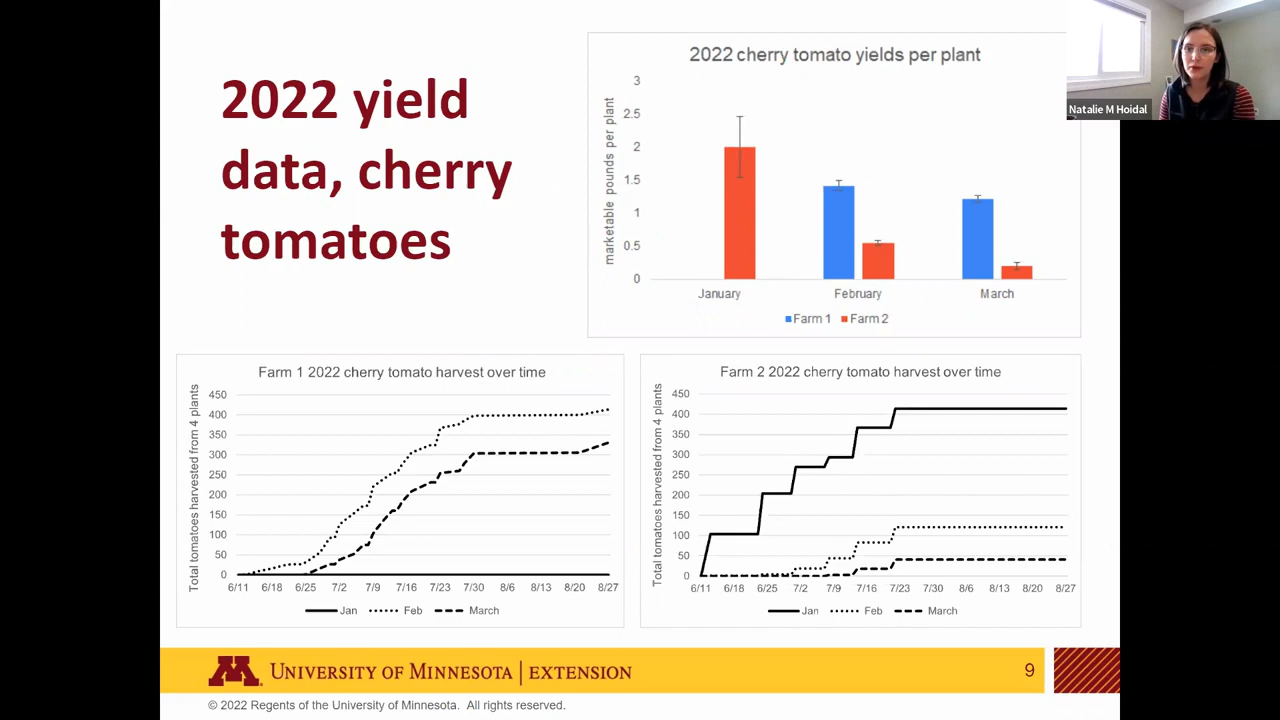 2022 yield
data, cherry
tomatoes
2022 cherry tomato yields per plant
marketable pounds per plant
3
2.5
2
1.5
1
0.5
0
January February March
Farm 1 Farm 2
Natalie M Hoidal
Farm 1 2022 cherry tomato harvest over time
Total tomatoes harvested from 4 plants
450
400
350
300
250
200
150
100
50
0
6/11 6/18 6/25 7/2 7/9 7/16 7/23 7/30 8/6 8/13 8/20 8/27
Jan Feb March
Farm 2 2022 cherry tomato harvest over time
Total tomatoes harvested from 4 plants
450
400
350
300
250
200
150
100
50
0
6/11 6/18 6/25 7/2 7/9 7/16 7/23 7/30 8/6 8/13 8/20 8/27
Jan Feb March
M UNIVERSITY OF MINNESOTA | EXTENSION
9
© 2022 Regents of the University of Minnesota. All rights reserved.